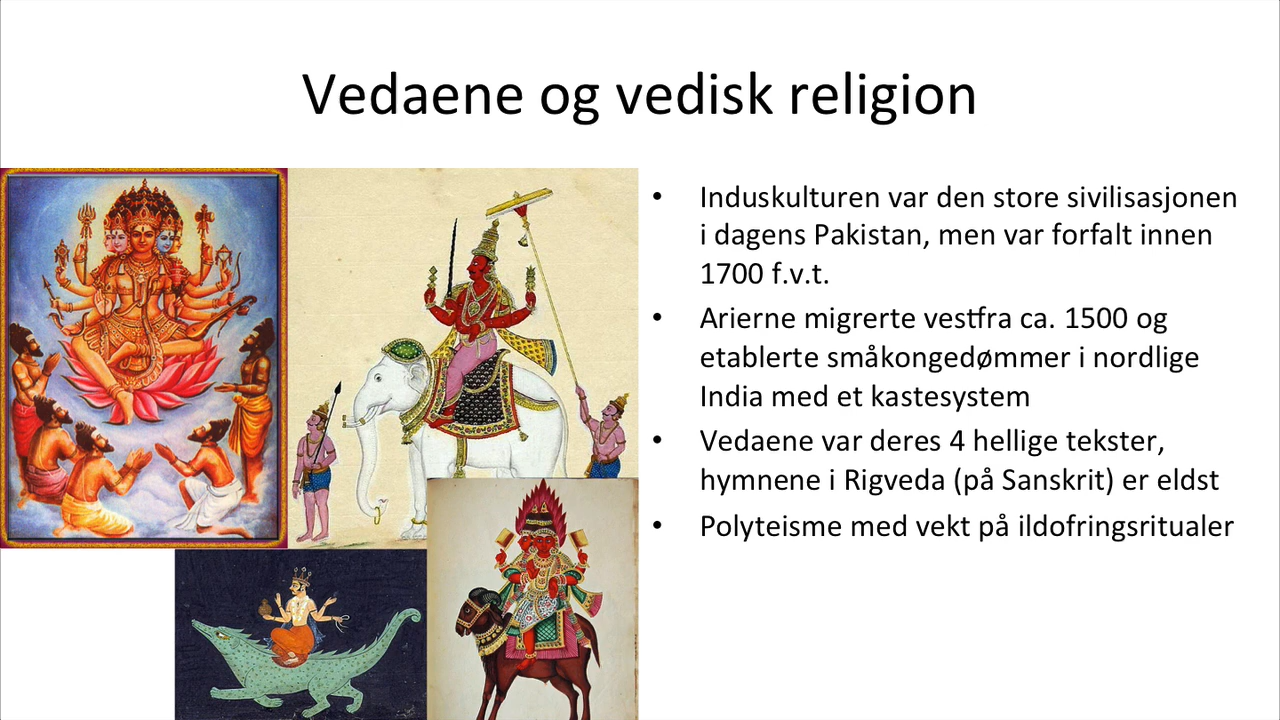 Vedaene og vedisk religion
• Induskulturen var den store sivilisasjonen
i dagens Pakistan, men var forfalt innen
1700 f.v.t.
• Arierne migrerte vestfra ca. 1500 og
etablerte småkongedømmer i nordlige
India med et kastesystem
• Vedaene var deres 4 hellige tekster,
hymnene i Rigveda (på Sanskrit) er eldst
• Polyteisme med vekt på ildofringsritualer